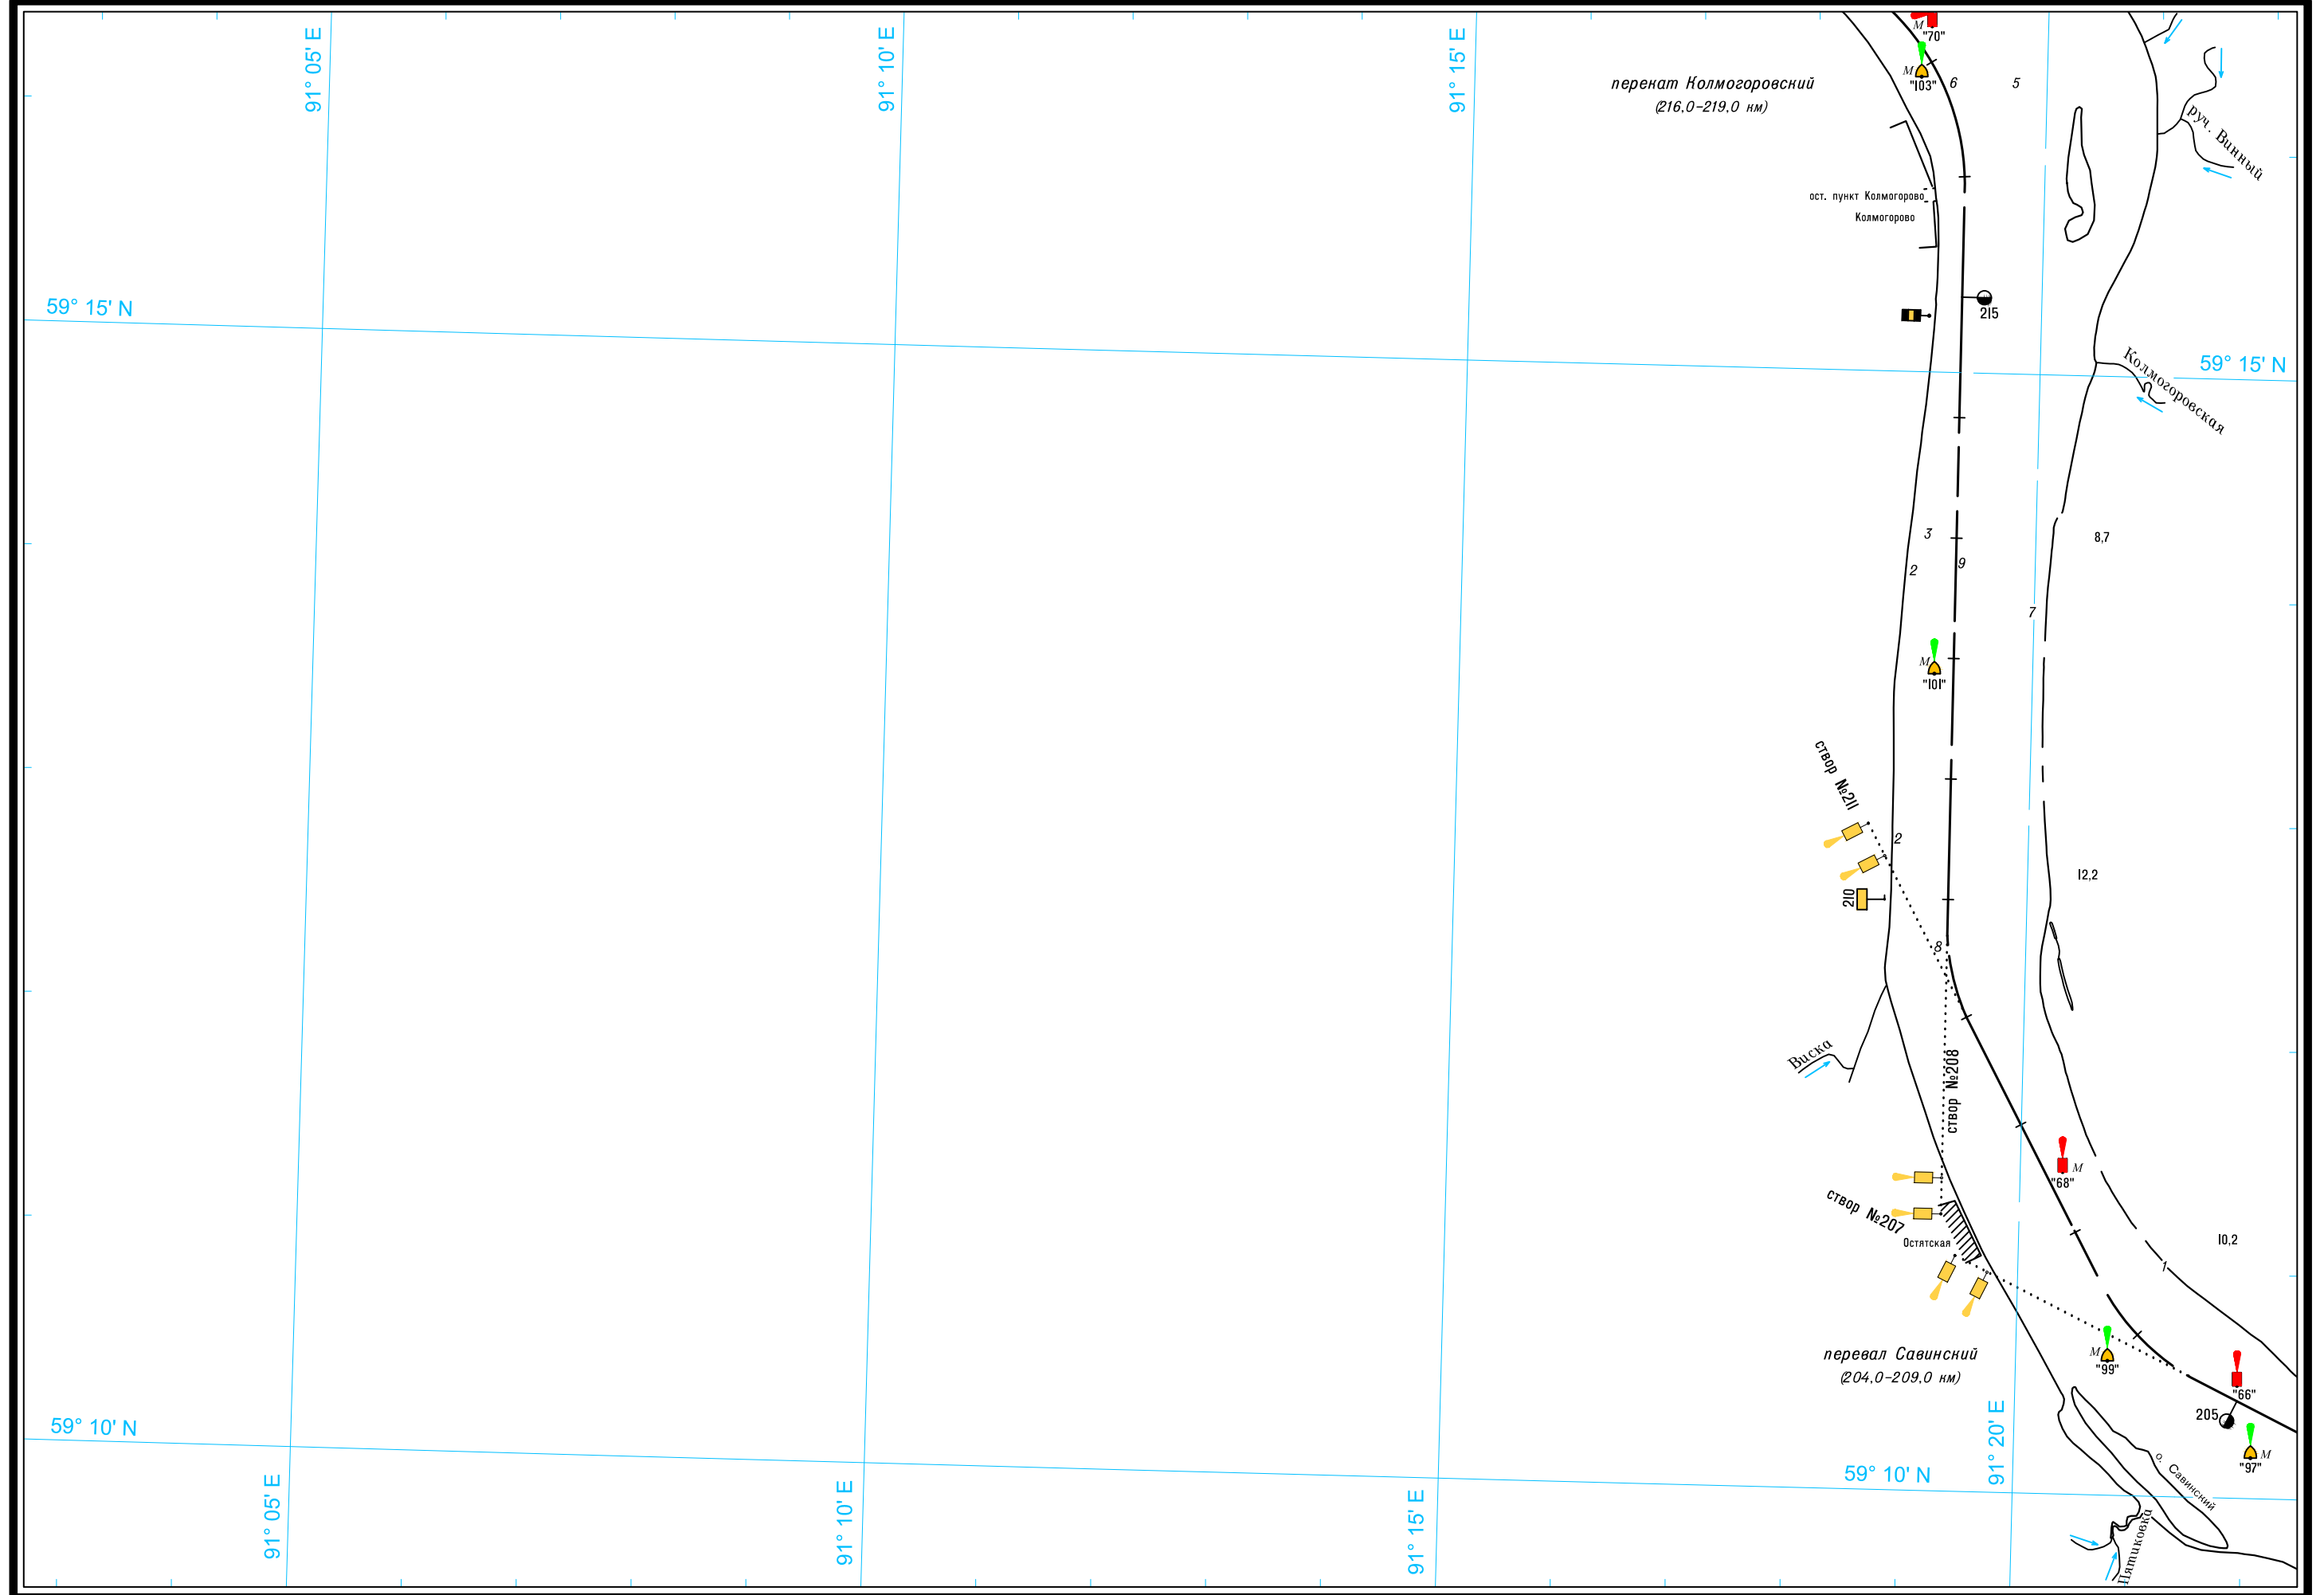 91° 05' E
91° 10' E
91° 15' E
М
"70"
М
"103"
6
5
перекат Колмогоровский
(216,0-219,0 км)
руч. Винный
ост. пункт Колмогорово
Колмогорово
59° 15' N
215
59° 15' N
Колмогоровская
3
2
9
8,7
7
М
"101"
створ №211
2
12,2
210
8
Виска
створ №208
М
"68"
створ №207
Остятская
10,2
1
перевал Савинский
(204,0-209,0 км)
М
"99"
"66"
205
М
"97"
59° 10' N
59° 10' N
91° 20' E
о. Савинский
91° 05' E
91° 10' E
91° 15' E
Пятиковка